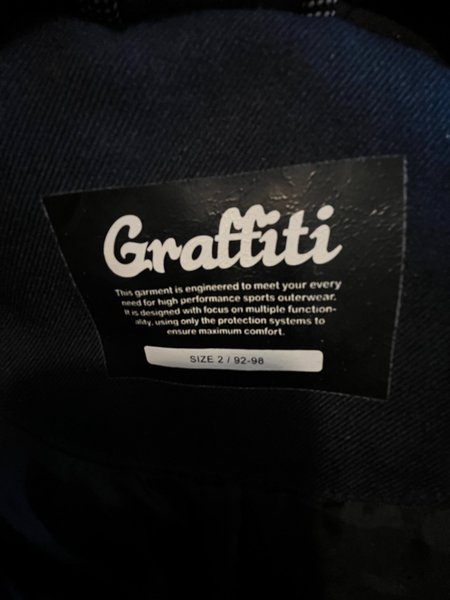 Graffiti
This garment is engineered to meet your every
need for high performance sports outerwear.
It is designed with focus on multiple function-
ality, using only the protection systems to
ensure maximum comfort.
SIZE 2 / 92-98